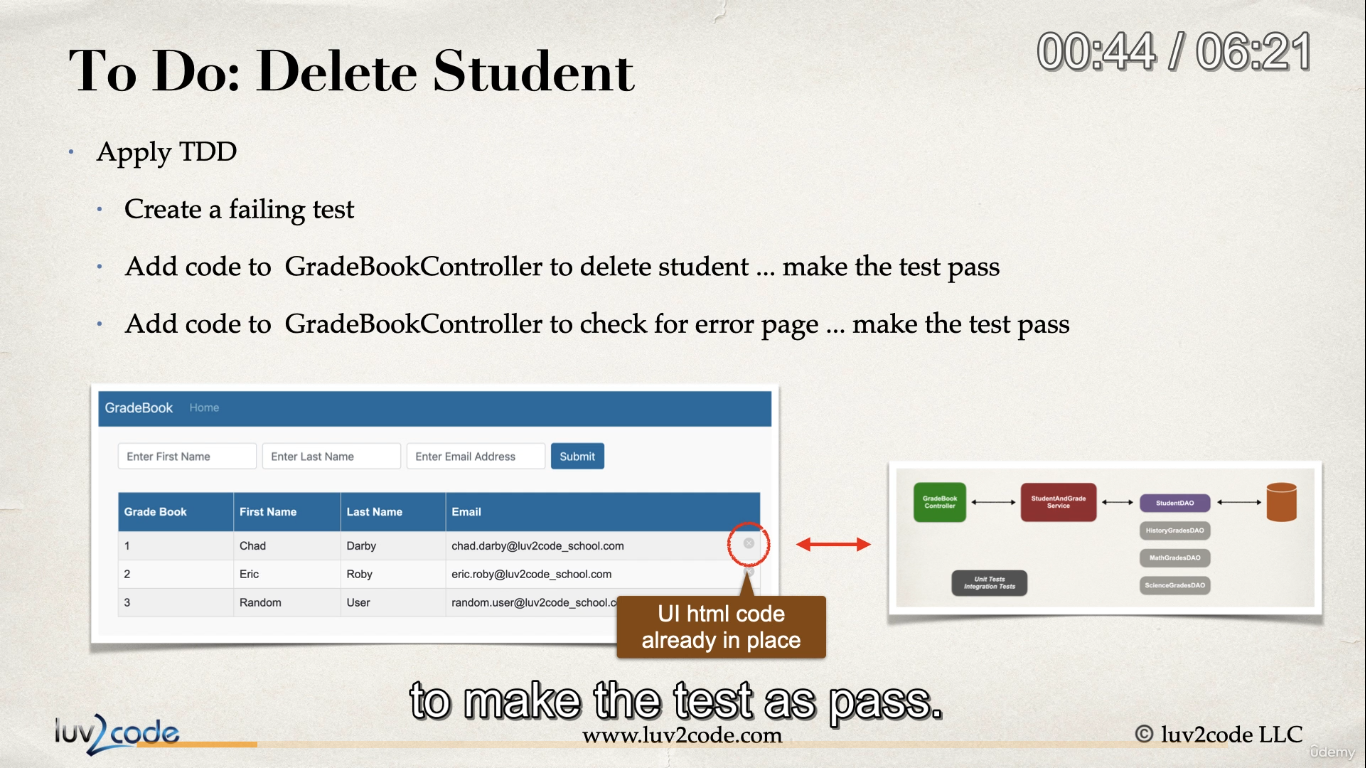 To Do: Delete Student
00:44 / 06:21
Apply TDD
Create a failing test
Add code to GradeBookController to delete student ... make the test pass
Add code to GradeBookController to check for error page ... make the test pass
GradeBook Home
Enter First Name Enter Last Name Enter Email Address Submit
Grade Book First Name Last Name Email
1 Chad Darby chad.darby@luv2code_school.com
2 Eric Roby eric.roby@luv2code_school.com
3 Random User random.user@luv2code_school.c
UI html code
already in place
GradeBook
Controller
StudentAndGrade
Service
StudentDAO
HistoryGradesDAO
MathGradesDAO
ScienceGradesDAO
Unit Tests
Integration Tests
to make the test as pass.
luv2code
www.luv2code.com
© luv2code LLC
ûdemy